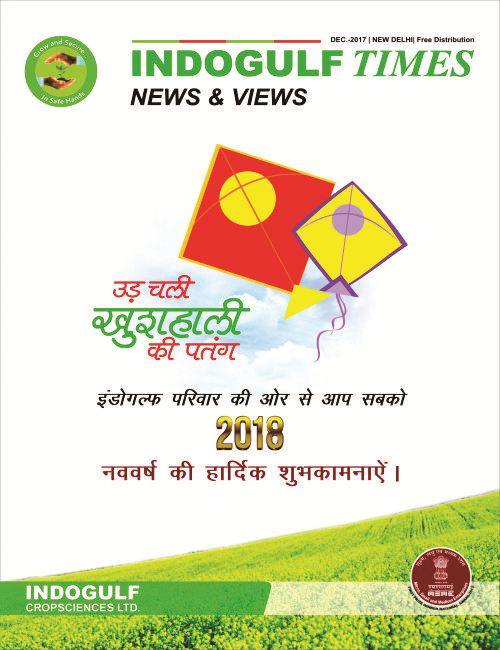 DEC.-2017 | NEW DELHI| Free Distribution
Grow and Secure
In Safe Hands
INDOGULF TIMES
NEWS & VIEWS
उड़ चली
खुशहाली
की पतंग
इंडोगल्फ परिवार की ओर से आप सबको
2018
नववर्ष की हार्दिक शुभकामनाऐं।
INDOGULF
CROPSCIENCES LTD.